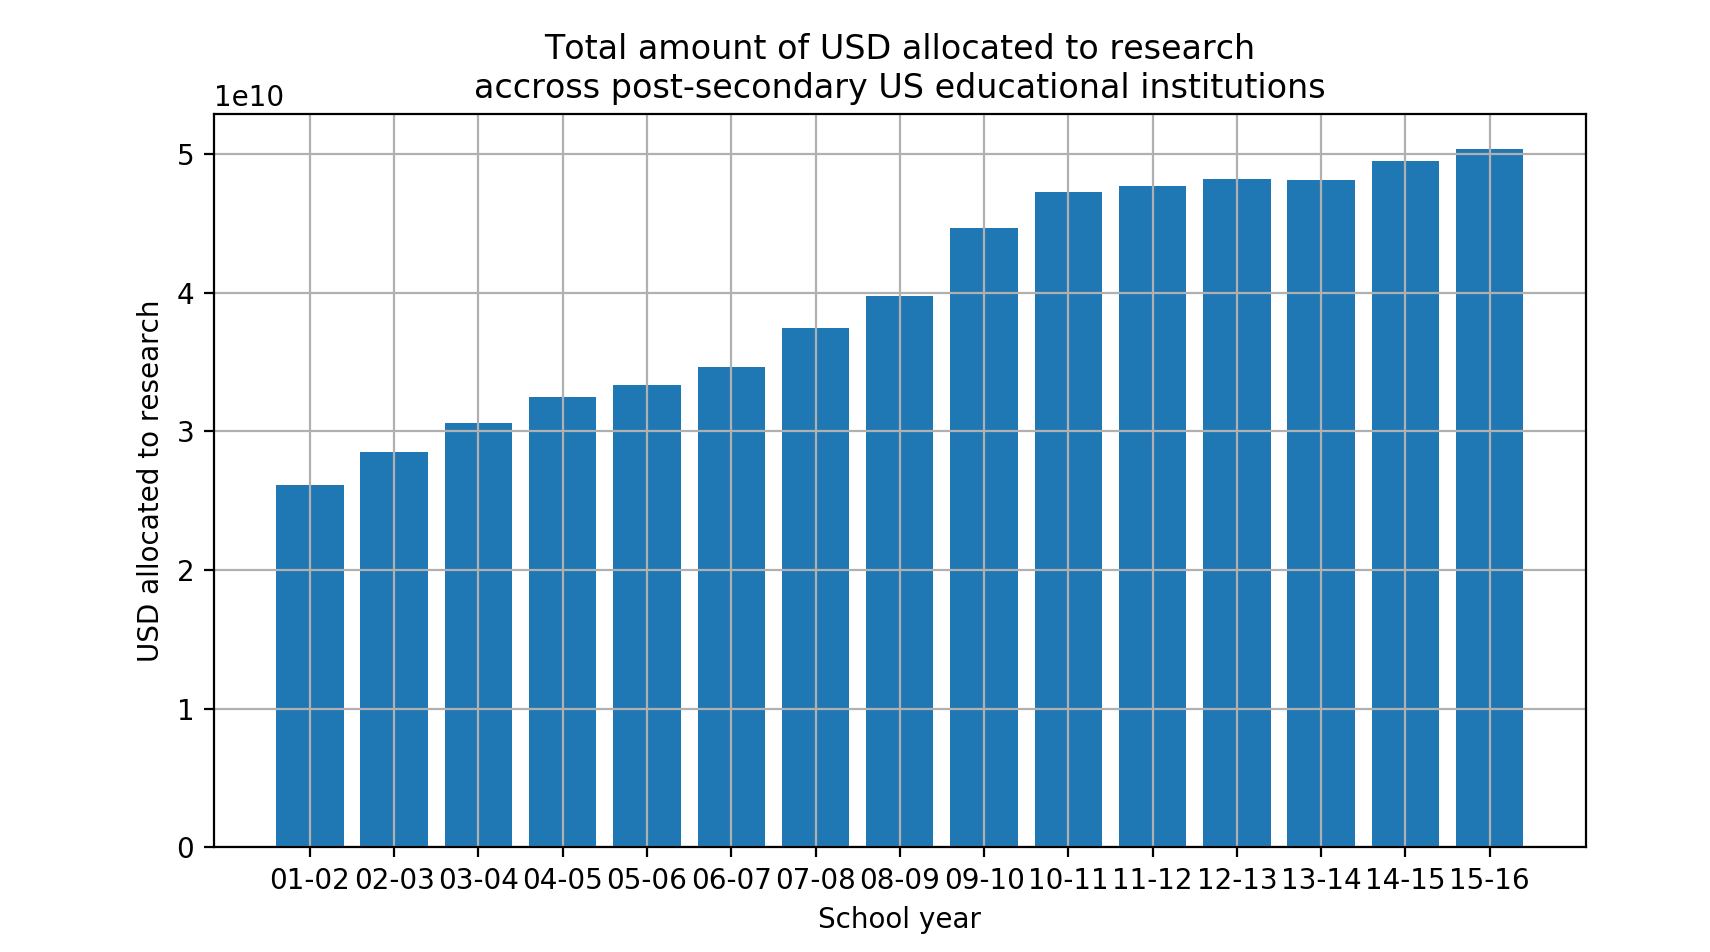 Total amount of USD allocated to research
accross post-secondary US educational institutions
1e10
5
4
3
2
1
0
USD allocated to research
01-02 02-03 03-04 04-05 05-06 06-07 07-08 08-09 09-10 10-11 11-12 12-13 13-14 14-15 15-16
School year